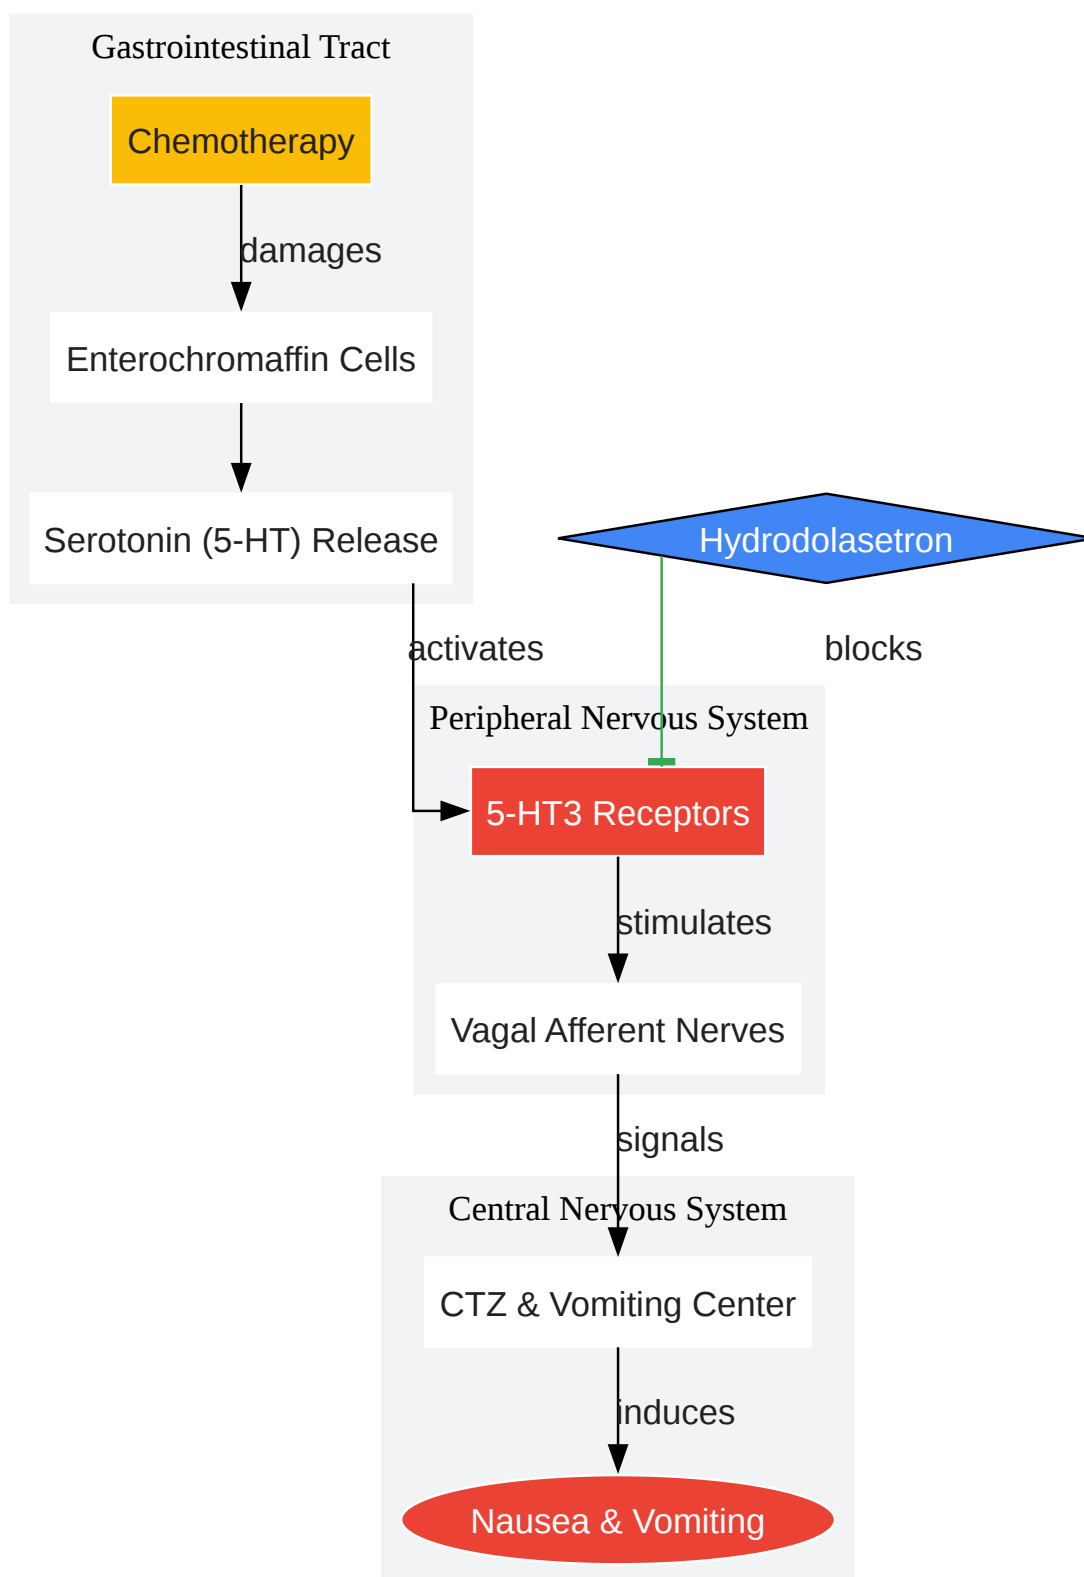 Gastrointestinal Tract
Chemotherapy
damages
Enterochromaffin Cells
Serotonin (5-HT) Release
Hydrodolasetron
activates
blocks
Peripheral Nervous System
5-HT3 Receptors
stimulates
Vagal Afferent Nerves
signals
Central Nervous System
CTZ & Vomiting Center
induces
Nausea & Vomiting